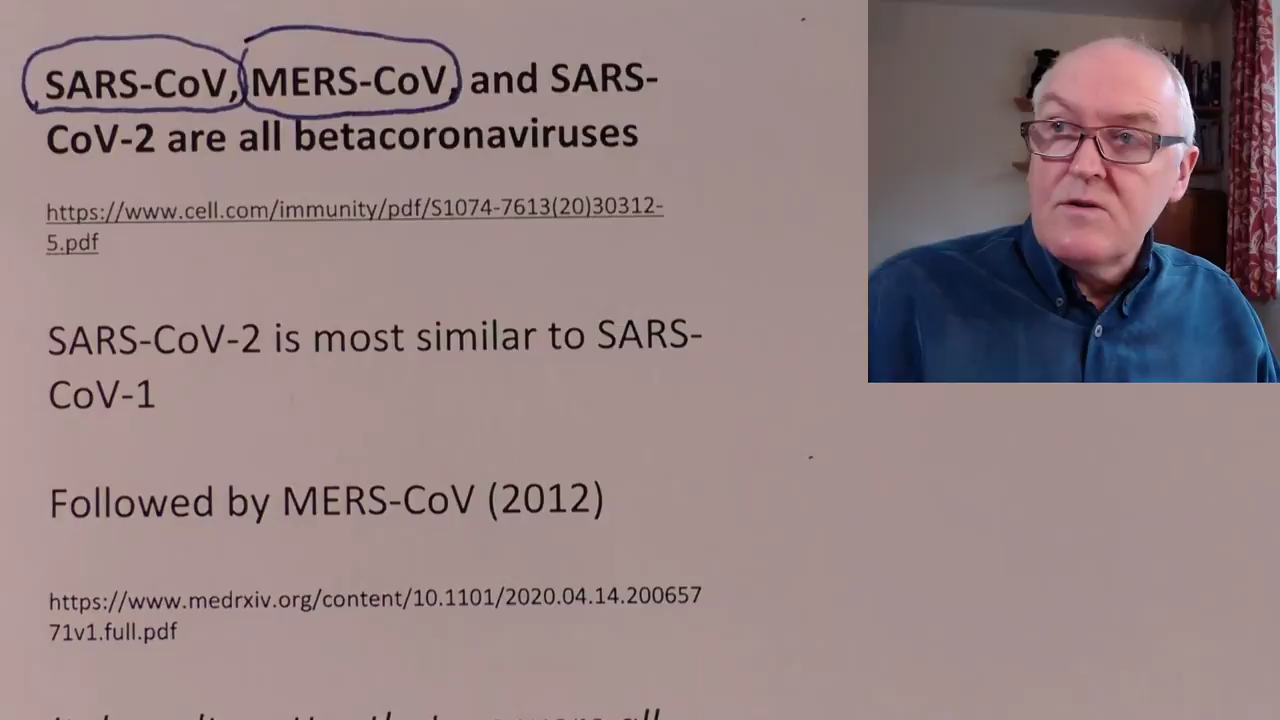 SARS-CoV, MERS-CoV, and SARS-
CoV-2 are all betacoronaviruses
https://www.cell.com/immunity/pdf/S1074-7613(20)30312-
5.pdf
SARS-CoV-2 is most similar to SARS-
CoV-1
Followed by MERS-CoV (2012)
https://www.medrxiv.org/content/10.1101/2020.04.14.200657
71v1.full.pdf